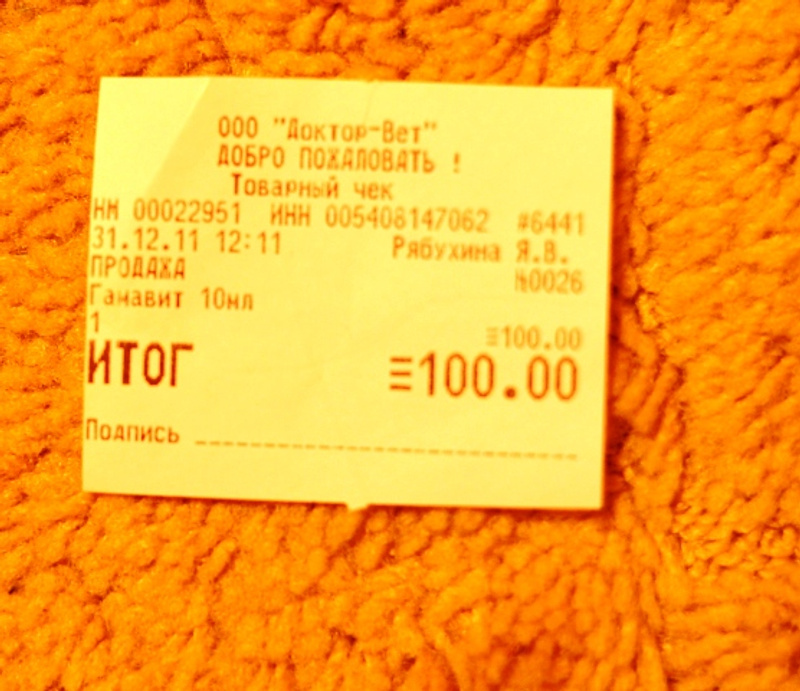 ООО "Доктор-Вет"
ДОБРО ПОЖАЛОВАТЬ !
Товарный чек
НМ 00022951 ИНН 005408147062 #6441
31.12.11 12:11 Рябухина Я.В.
ПРОДАЖА №0026
Гамавит 10мл
1 ≡100.00
ИТОГ ≡100.00
Подпись